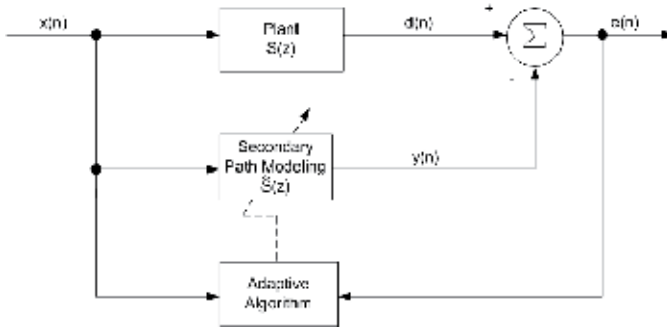 x(n)
Plant
S(z)
d(n)
+
Σ
e(n)
-
Secondary
Path Modeling
Ŝ(z)
y(n)
Adaptive
Algorithm